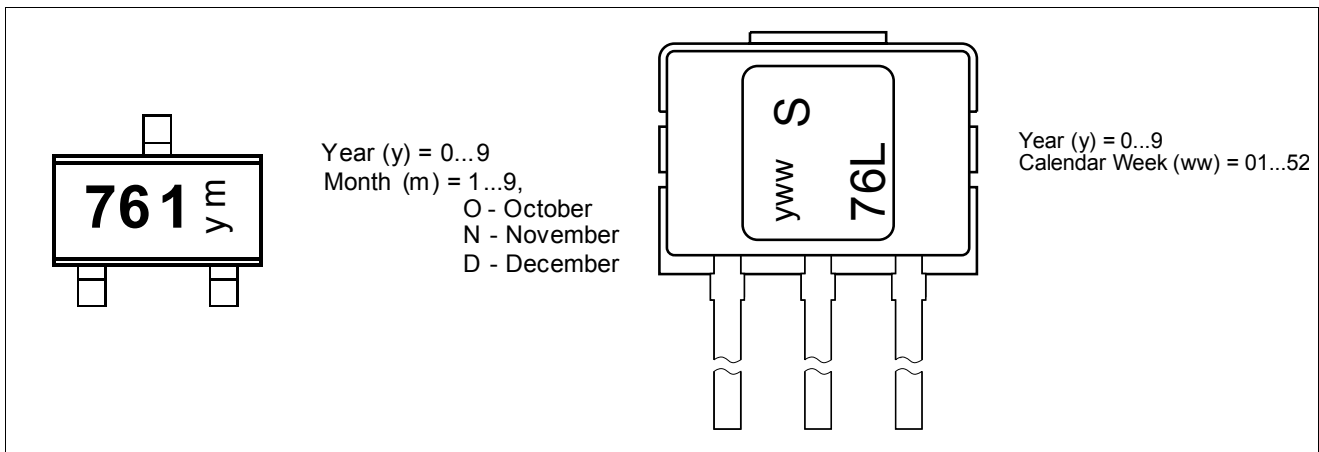 761 y m
Year (y) = 0...9
Month (m) = 1...9,
O - October
N - November
D - December
yww S
76L
Year (y) = 0...9
Calendar Week (ww) = 01...52